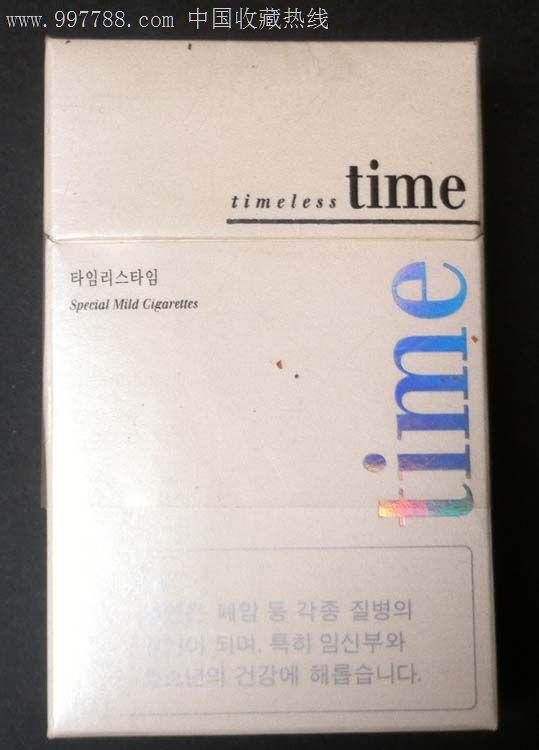 www.997788.com 中国收藏热线
timeless time
타임리스타임
Special Mild Cigarettes
time
폐암 등 각종 질병의
되며, 특히 임신부와
건강에 해롭습니다.